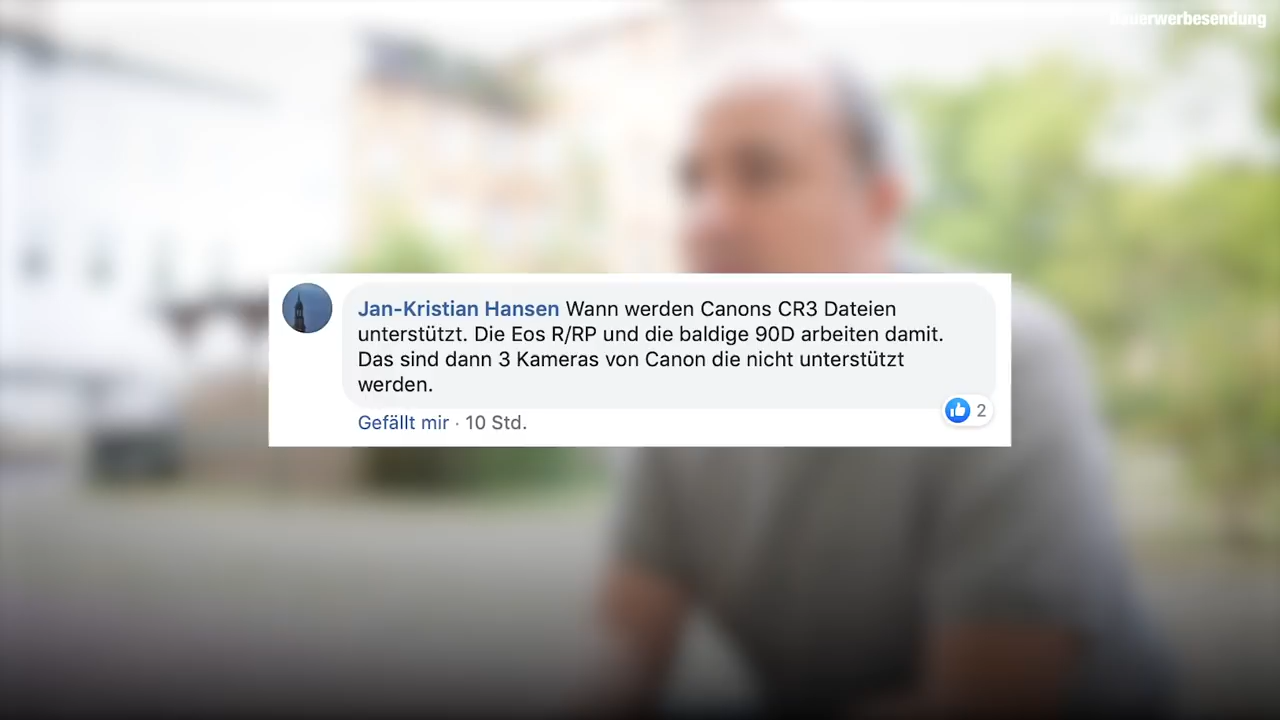 Dauerwerbesendung
Jan-Kristian Hansen Wann werden Canons CR3 Dateien
unterstützt. Die Eos R/RP und die baldige 90D arbeiten damit.
Das sind dann 3 Kameras von Canon die nicht unterstützt
werden.
Gefällt mir · 10 Std.
2